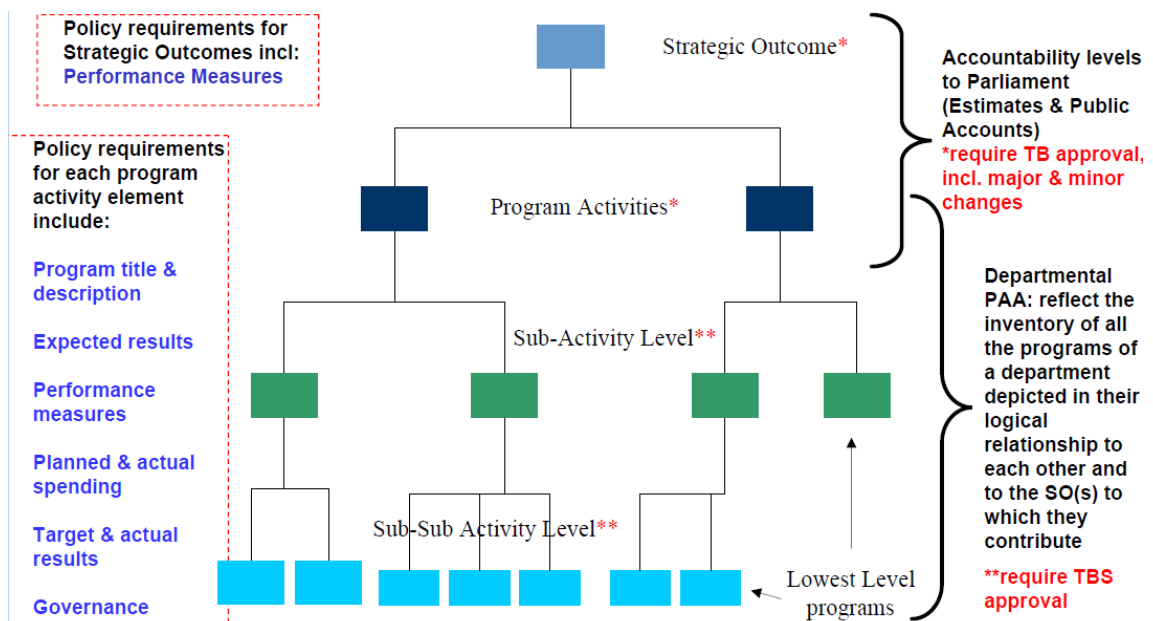 Policy requirements for
Strategic Outcomes incl:
Performance Measures
Strategic Outcome*
Accountability levels
to Parliament
(Estimates & Public
Accounts)
*require TB approval,
incl. major & minor
changes
Policy requirements
for each program
activity element
include:
Program title &
description
Expected results
Performance
measures
Planned & actual
spending
Target & actual
results
Governance
Program Activities*
Sub-Activity Level**
Sub-Sub Activity Level**
Lowest Level
programs
Departmental
PAA: reflect the
inventory of all
the programs of
a department
depicted in their
logical
relationship to
each other and
to the SO(s) to
which they
contribute
**require TBS
approval